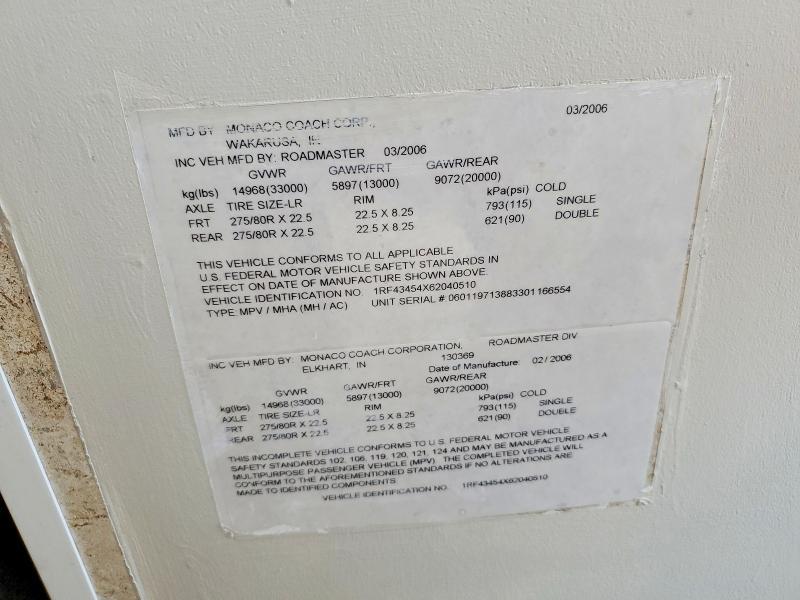 03/2006
MFD BY MONACO COACH CORP.,
WAKARUSA, IN
INC VEH MFD BY: ROADMASTER 03/2006
GVWR GAWR/FRT GAWR/REAR
kg(lbs) 14968(33000) 5897(13000) 9072(20000) kPa(psi) COLD
AXLE TIRE SIZE-LR RIM 793(115) SINGLE
FRT 275/80R X 22.5 22.5 X 8.25 621(90) DOUBLE
REAR 275/80R X 22.5 22.5 X 8.25
THIS VEHICLE CONFORMS TO ALL APPLICABLE
U.S. FEDERAL MOTOR VEHICLE SAFETY STANDARDS IN
EFFECT ON DATE OF MANUFACTURE SHOWN ABOVE.
VEHICLE IDENTIFICATION NO. 1RF43454X62040510
TYPE: MPV / MHA (MH / AC) UNIT SERIAL #: 060119713883301166554
INC VEH MFD BY: MONACO COACH CORPORATION, ROADMASTER DIV
ELKHART, IN 130369
Date of Manufacture: 02/2006
GVWR GAWR/FRT GAWR/REAR
kg(lbs) 14968(33000) 5897(13000) 9072(20000) kPa(psi) COLD
AXLE TIRE SIZE-LR RIM 793(115) SINGLE
FRT 275/80R X 22.5 22.5 X 8.25 621(90) DOUBLE
REAR 275/80R X 22.5 22.5 X 8.25
THIS INCOMPLETE VEHICLE CONFORMS TO U.S. FEDERAL MOTOR VEHICLE
SAFETY STANDARDS 102, 106, 119, 120, 121, 124 AND MAY BE MANUFACTURED AS A
MULTIPURPOSE PASSENGER VEHICLE (MPV). THE COMPLETED VEHICLE WILL
CONFORM TO THE AFOREMENTIONED STANDARDS IF NO ALTERATIONS ARE
MADE TO IDENTIFIED COMPONENTS
VEHICLE IDENTIFICATION NO. 1RF43454X62040510